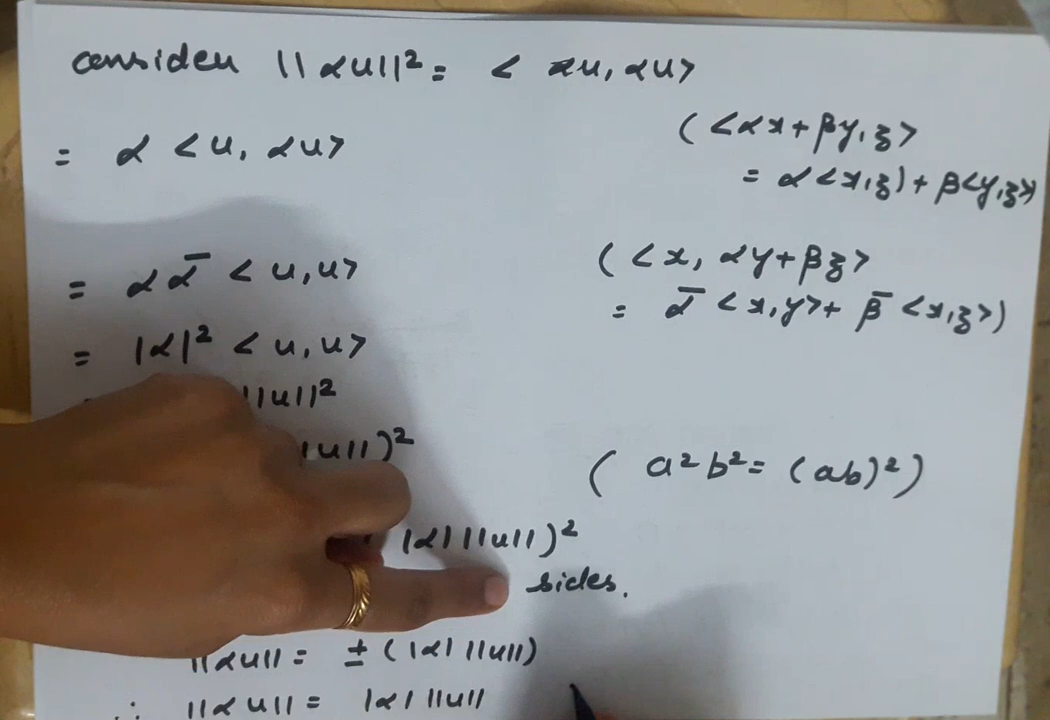 consider ||αu||² = < αu, αu>
= α <u, αu>
(<αx + βy, z>
= α<x,z) + β<y,z>)
= αᾱ <u,u>
(<x, αy + βz>
= ᾱ <x,y> + β̄ <x,z>)
= |α|² <u,u>
||u||²
||u||)²
(a²b² = (ab)²)
|α| ||u||)²
sides.
||αu|| = ± (|α| ||u||)
∴ ||αu|| = |α| ||u||